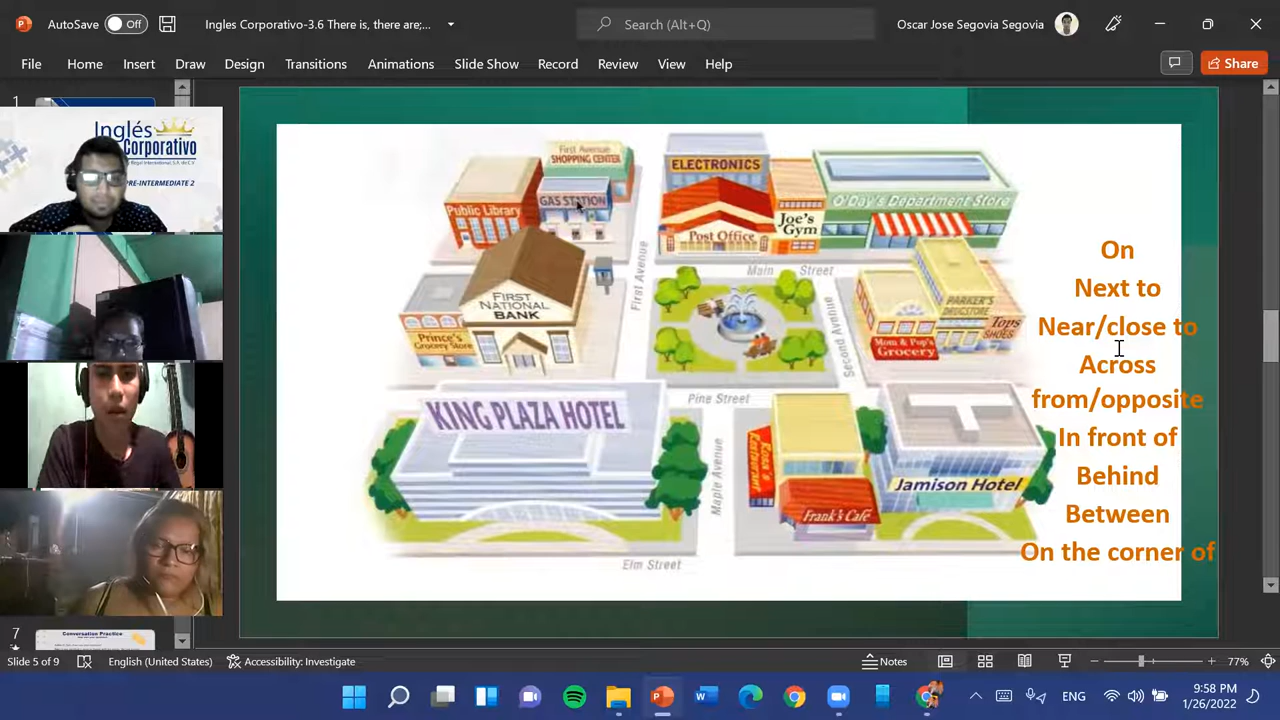 AutoSave Off
Ingles Corporativo-3.6 There is, there are;...
Search (Alt+Q)
Oscar Jose Segovia Segovia
File Home Insert Draw Design Transitions Animations Slide Show Record Review View Help
Share
1
Inglés
Corporativo
PRE-INTERMEDIATE 2
First Avenue
SHOPPING CENTER
GAS STATION
Public Library
ELECTRONICS
Post Office
Joe's
Gym
O'Day's Department Store
First Avenue
Main Street
FIRST
NATIONAL
BANK
Prince's
Grocery Store
Second Avenue
Mom & Pop's
Grocery
PARKER'S
DRUGSTORE
Tops
SHOES
KING PLAZA HOTEL
Pine Street
Maple Avenue
Rosa's
Restaurant
Frank's Café
Jamison Hotel
Elm Street
On
Next to
Near/close to
Across
from/opposite
In front of
Behind
Between
On the corner of
7
Conversation Practice
Slide 5 of 9
English (United States)
Accessibility: Investigate
Notes
77%
ENG
9:58 PM
1/26/2022